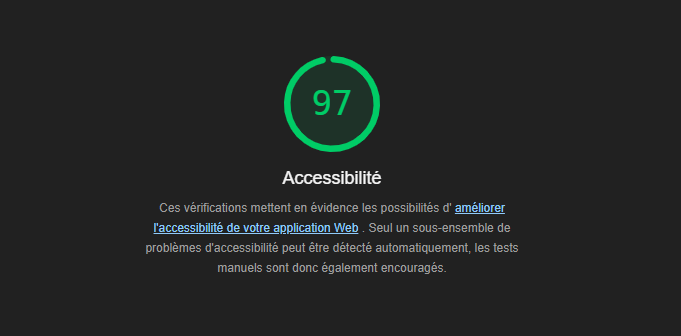 97
Accessibilité
Ces vérifications mettent en évidence les possibilités d' améliorer
l'accessibilité de votre application Web . Seul un sous-ensemble de
problèmes d'accessibilité peut être détecté automatiquement, les tests
manuels sont donc également encouragés.